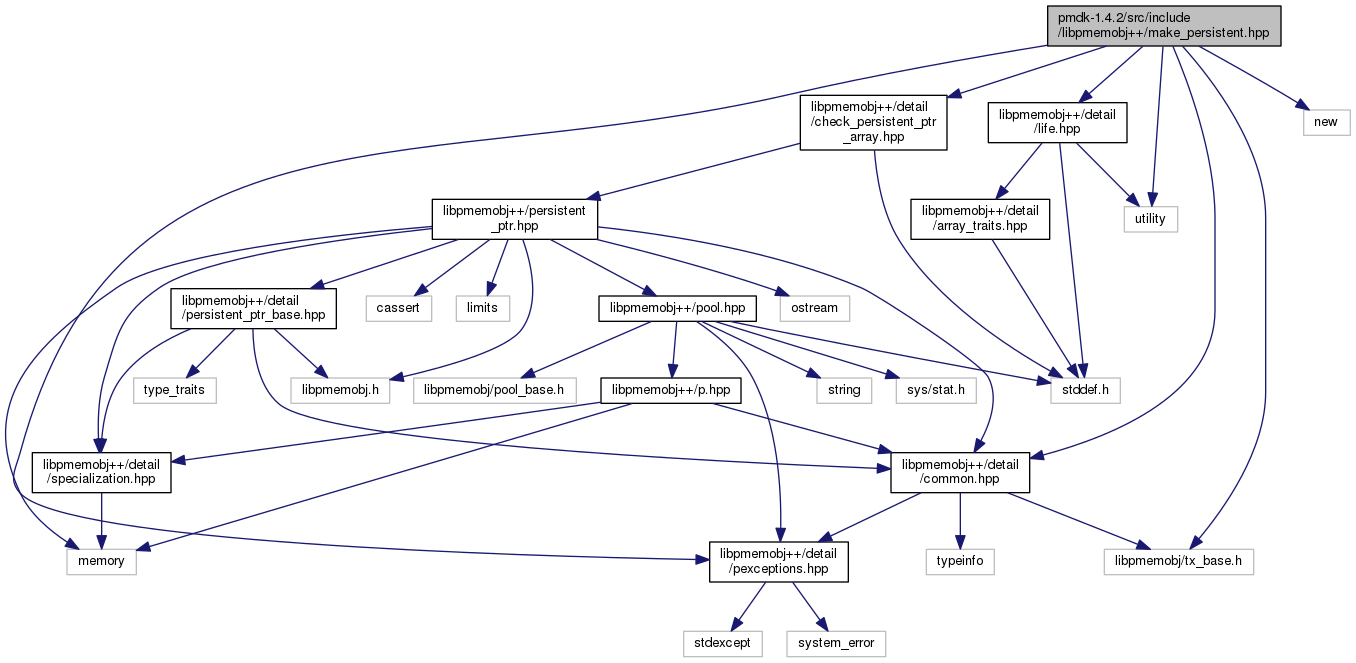 pmdk-1.4.2/src/include
/libpmemobj++/make_persistent.hpp
libpmemobj++/detail
/check_persistent_ptr
_array.hpp
libpmemobj++/detail
/life.hpp
new
libpmemobj++/persistent
_ptr.hpp
libpmemobj++/detail
/array_traits.hpp
utility
libpmemobj++/detail
/persistent_ptr_base.hpp
cassert
limits
libpmemobj++/pool.hpp
ostream
type_traits
libpmemobj.h
libpmemobj/pool_base.h
libpmemobj++/p.hpp
string
sys/stat.h
stddef.h
libpmemobj++/detail
/specialization.hpp
libpmemobj++/detail
/common.hpp
memory
libpmemobj++/detail
/pexceptions.hpp
typeinfo
libpmemobj/tx_base.h
stdexcept
system_error